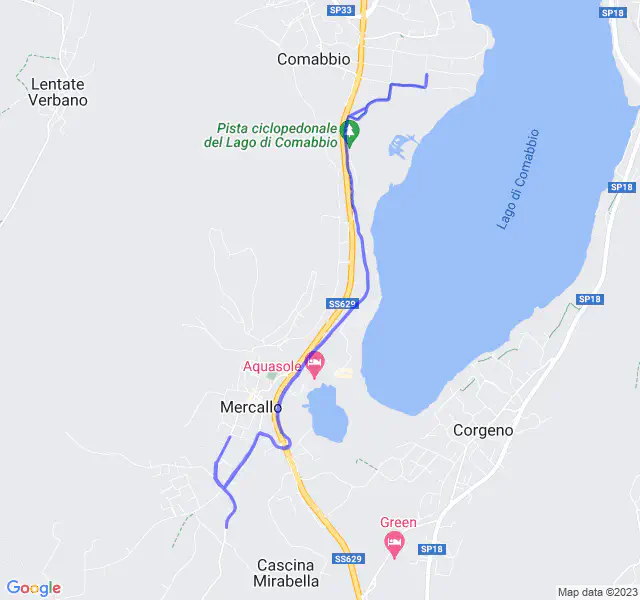 SP33
SP18
Comabbio
Lentate
Verbano
Pista ciclopedonale
del Lago di Comabbio
Lago di Comabbio
SP18
SP18
SS629
Aquasole
Mercallo
Corgeno
Green
SP18
SS629
Cascina
Mirabella
Google
Map data ©2023